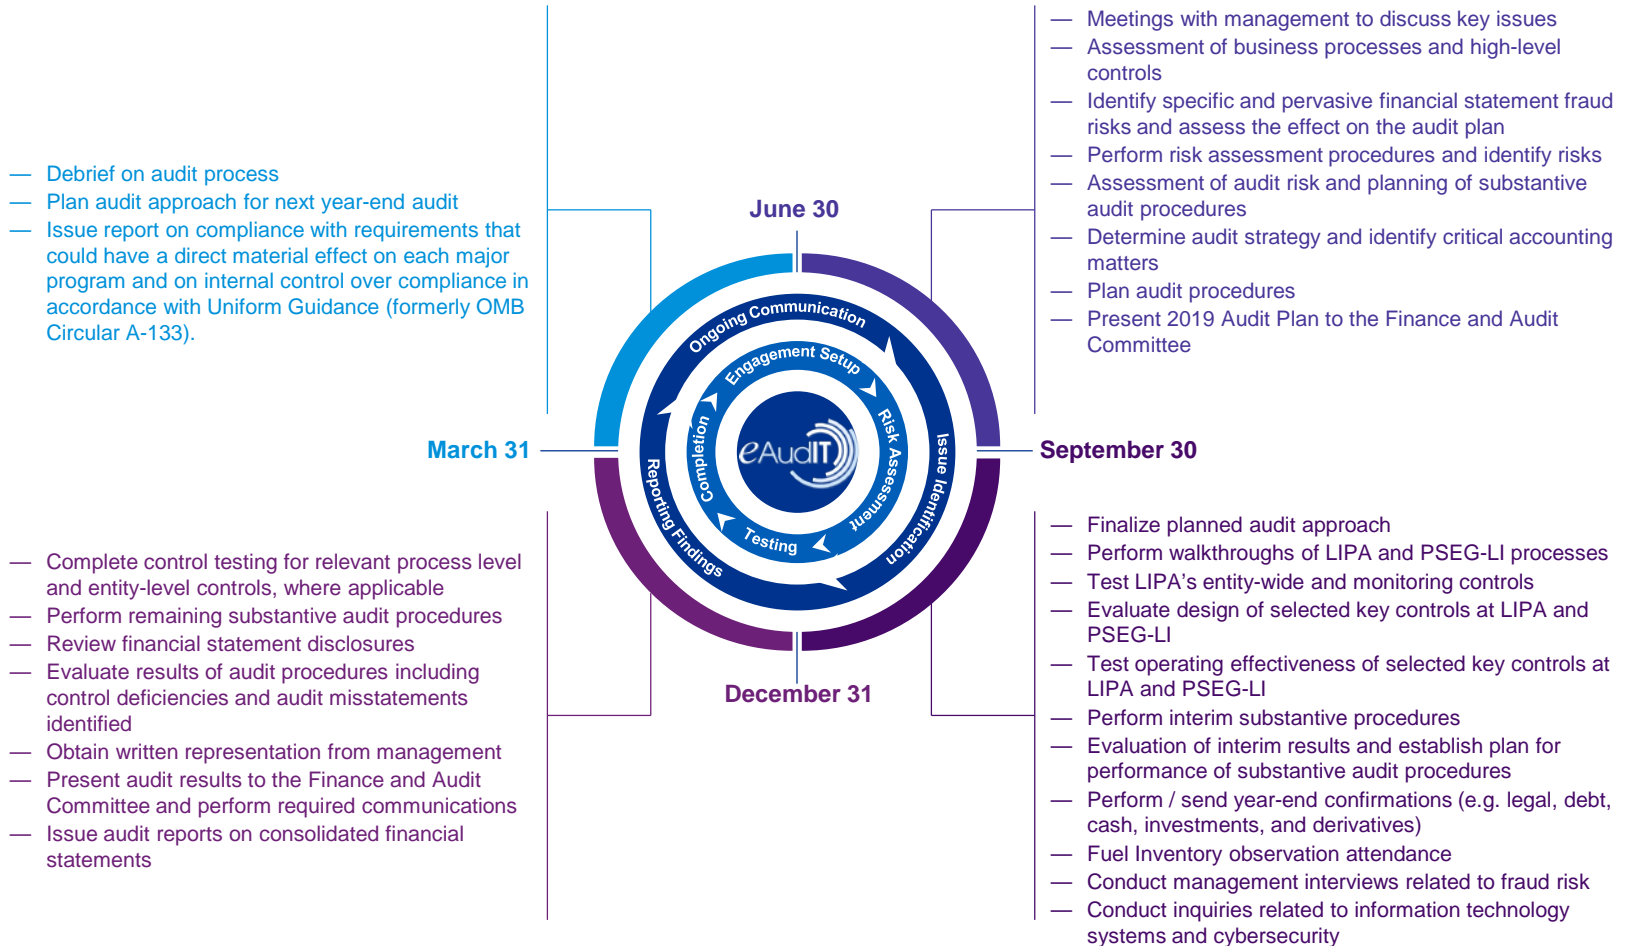 — Meetings with management to discuss key issues
— Assessment of business processes and high-level
controls
— Identify specific and pervasive financial statement fraud
risks and assess the effect on the audit plan
— Perform risk assessment procedures and identify risks
— Assessment of audit risk and planning of substantive
audit procedures
— Determine audit strategy and identify critical accounting
matters
— Plan audit procedures
— Present 2019 Audit Plan to the Finance and Audit
Committee
— Debrief on audit process
— Plan audit approach for next year-end audit
— Issue report on compliance with requirements that
could have a direct material effect on each major
program and on internal control over compliance in
accordance with Uniform Guidance (formerly OMB
Circular A-133).
June 30
March 31
September 30
December 31
Ongoing Communication
Issue Identification
Reporting Findings
Engagement Setup
Risk Assessment
Testing
Completion
eAudIT
— Complete control testing for relevant process level
and entity-level controls, where applicable
— Perform remaining substantive audit procedures
— Review financial statement disclosures
— Evaluate results of audit procedures including
control deficiencies and audit misstatements
identified
— Obtain written representation from management
— Present audit results to the Finance and Audit
Committee and perform required communications
— Issue audit reports on consolidated financial
statements
— Finalize planned audit approach
— Perform walkthroughs of LIPA and PSEG-LI processes
— Test LIPA’s entity-wide and monitoring controls
— Evaluate design of selected key controls at LIPA and
PSEG-LI
— Test operating effectiveness of selected key controls at
LIPA and PSEG-LI
— Perform interim substantive procedures
— Evaluation of interim results and establish plan for
performance of substantive audit procedures
— Perform / send year-end confirmations (e.g. legal, debt,
cash, investments, and derivatives)
— Fuel Inventory observation attendance
— Conduct management interviews related to fraud risk
— Conduct inquiries related to information technology
systems and cybersecurity